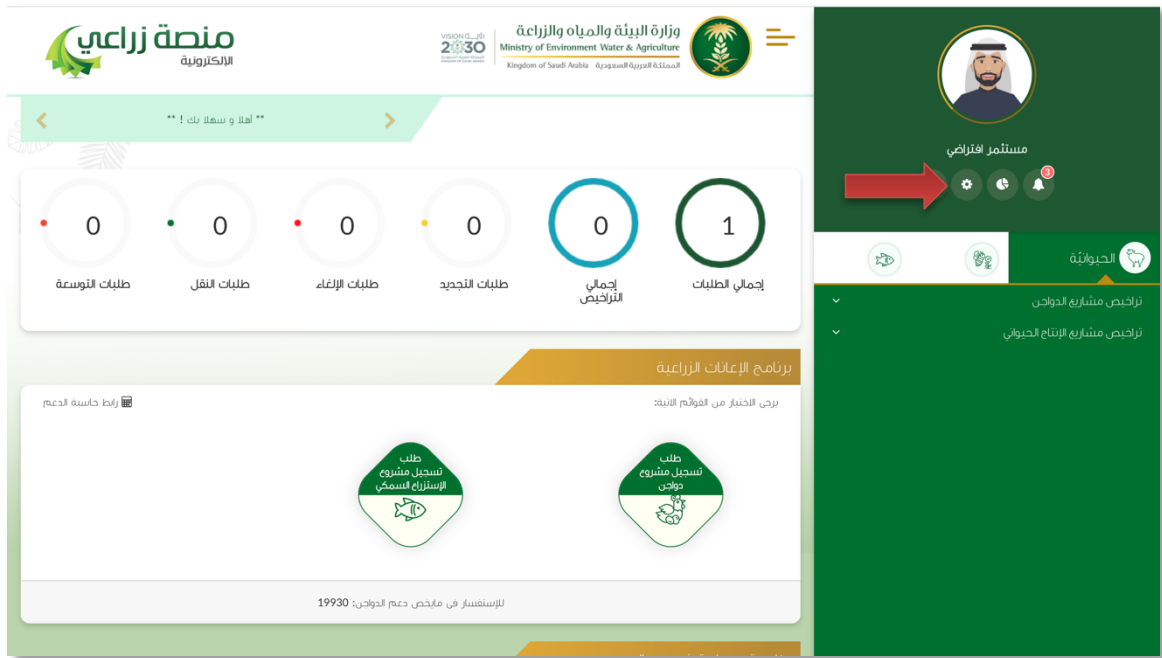 منصة زراعي
الإلكترونية
VISION رؤيــة
2030
وزارة البيئة والمياه والزراعة
Ministry of Environment Water & Agriculture
المملكة العربية السعودية Kingdom of Saudi Arabia
** أهلا و سهلا بك ! **
مستثمر افتراضي
3
1
إجمالي الطلبات
0
إجمالي
التراخيص
0
طلبات التجديد
0
طلبات الإلغاء
0
طلبات النقل
0
طلبات التوسعة
الحيوانيّة
تراخيص مشاريع الدواجن
تراخيص مشاريع الإنتاج الحيواني
برنامج الإعانات الزراعية
يرجى الاختيار من القوائم الاتية:
رابط حاسبة الدعم
طلب
تسجيل مشروع
دواجن
طلب
تسجيل مشروع
الإستزراع السمكي
للإستفسار في مايخص دعم الدواجن: 19930